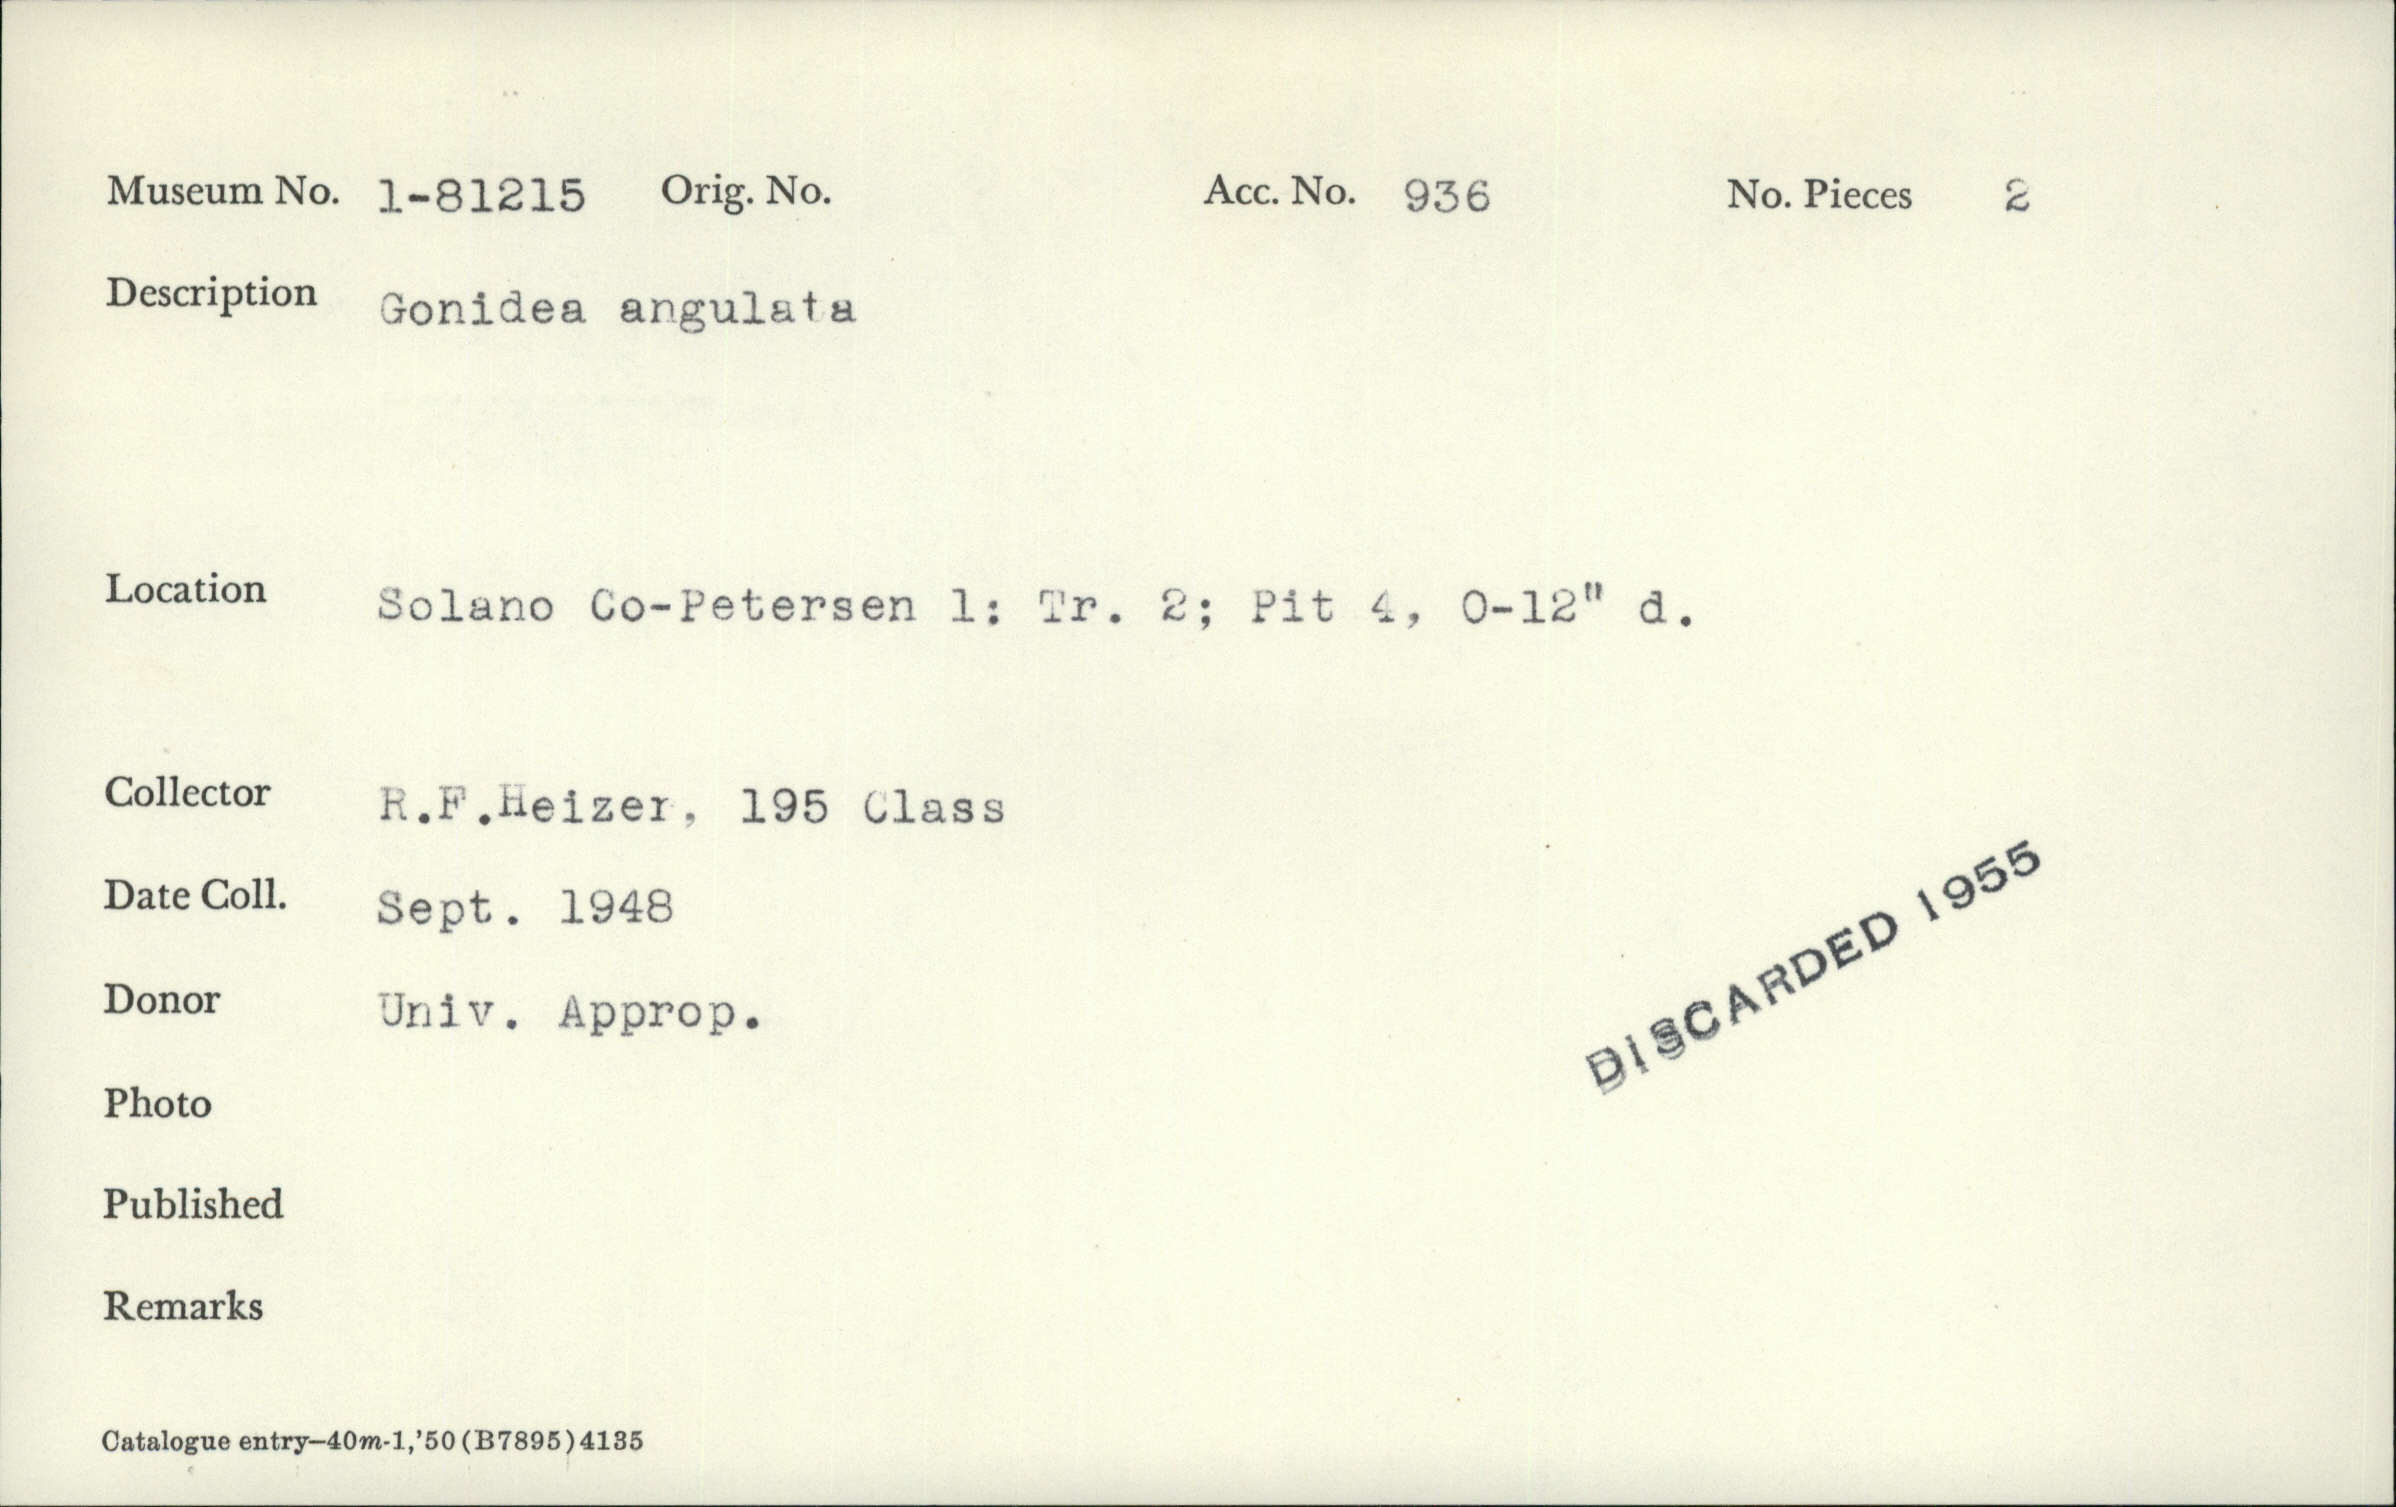 Museum No. 1-81215 Orig. No. Acc. No. 936 No. Pieces 2
Description Gonidea angulata
Location Solano Co-Petersen 1: Tr. 2; Pit 4, 0-12" d.
Collector R.F.Heizer, 195 Class
Date Coll. Sept. 1948
Donor Univ. Approp.
DISCARDED 1955
Photo
Published
Remarks
Catalogue entry—40m-1,'50(B7895)4135